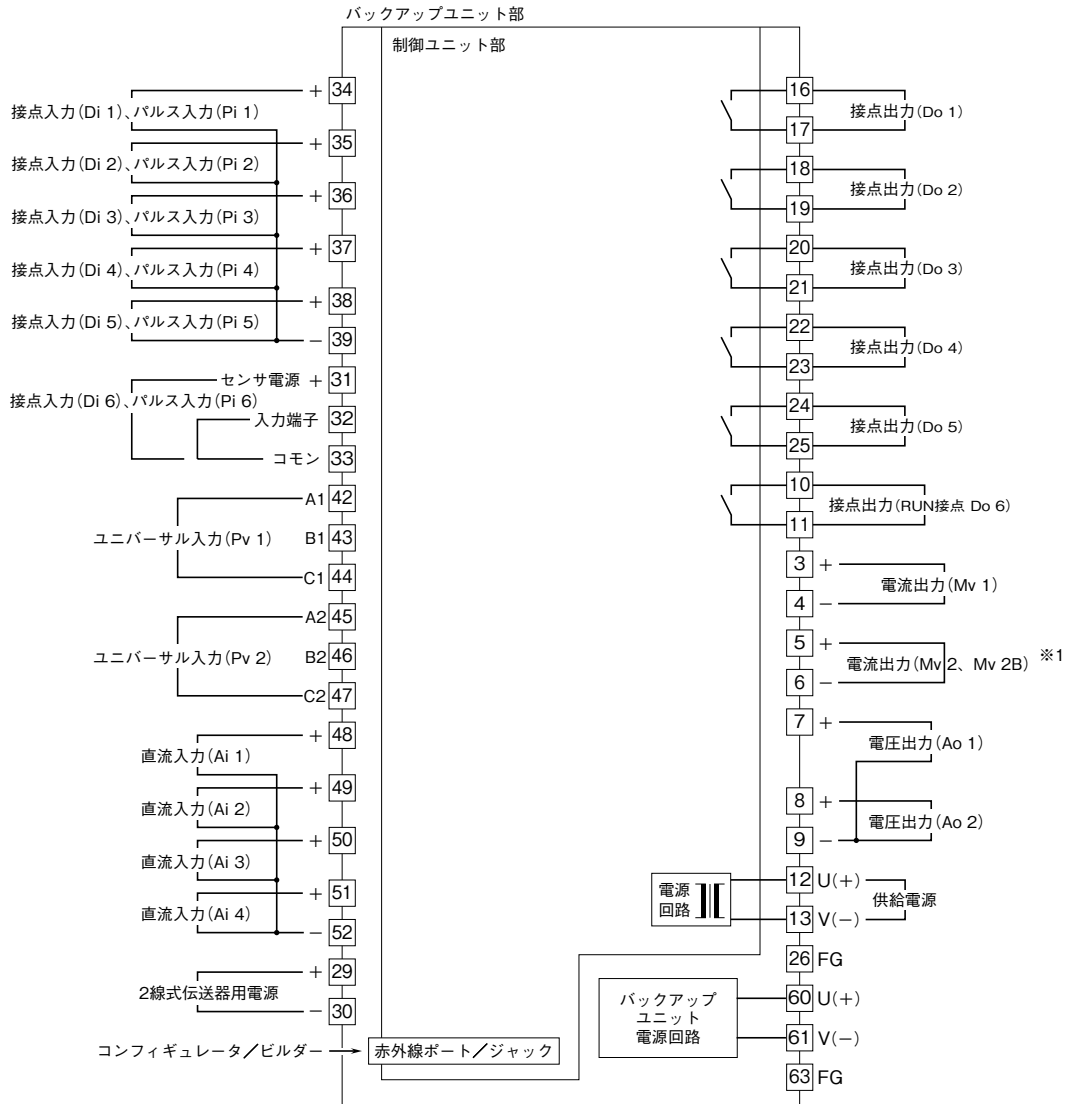 バックアップユニット部
制御ユニット部
接点入力(Di 1)、パルス入力(Pi 1)
+ 34
接点入力(Di 2)、パルス入力(Pi 2)
+ 35
接点入力(Di 3)、パルス入力(Pi 3)
+ 36
接点入力(Di 4)、パルス入力(Pi 4)
+ 37
接点入力(Di 5)、パルス入力(Pi 5)
+ 38
− 39
接点入力(Di 6)、パルス入力(Pi 6)
センサ電源 + 31
入力端子 32
コモン 33
ユニバーサル入力(Pv 1)
A1 42
B1 43
C1 44
ユニバーサル入力(Pv 2)
A2 45
B2 46
C2 47
直流入力(Ai 1)
+ 48
直流入力(Ai 2)
+ 49
直流入力(Ai 3)
+ 50
直流入力(Ai 4)
+ 51
− 52
2線式伝送器用電源
+ 29
− 30
コンフィギュレータ/ビルダー
赤外線ポート/ジャック
16
17
接点出力(Do 1)
18
19
接点出力(Do 2)
20
21
接点出力(Do 3)
22
23
接点出力(Do 4)
24
25
接点出力(Do 5)
10
11
接点出力(RUN接点 Do 6)
3 +
4 −
電流出力(Mv 1)
5 +
6 −
電流出力(Mv 2、Mv 2B) ※1
7 +
電圧出力(Ao 1)
8 +
9 −
電圧出力(Ao 2)
電源
回路
12 U(+)
13 V(−)
供給電源
26 FG
バックアップ
ユニット
電源回路
60 U(+)
61 V(−)
63 FG